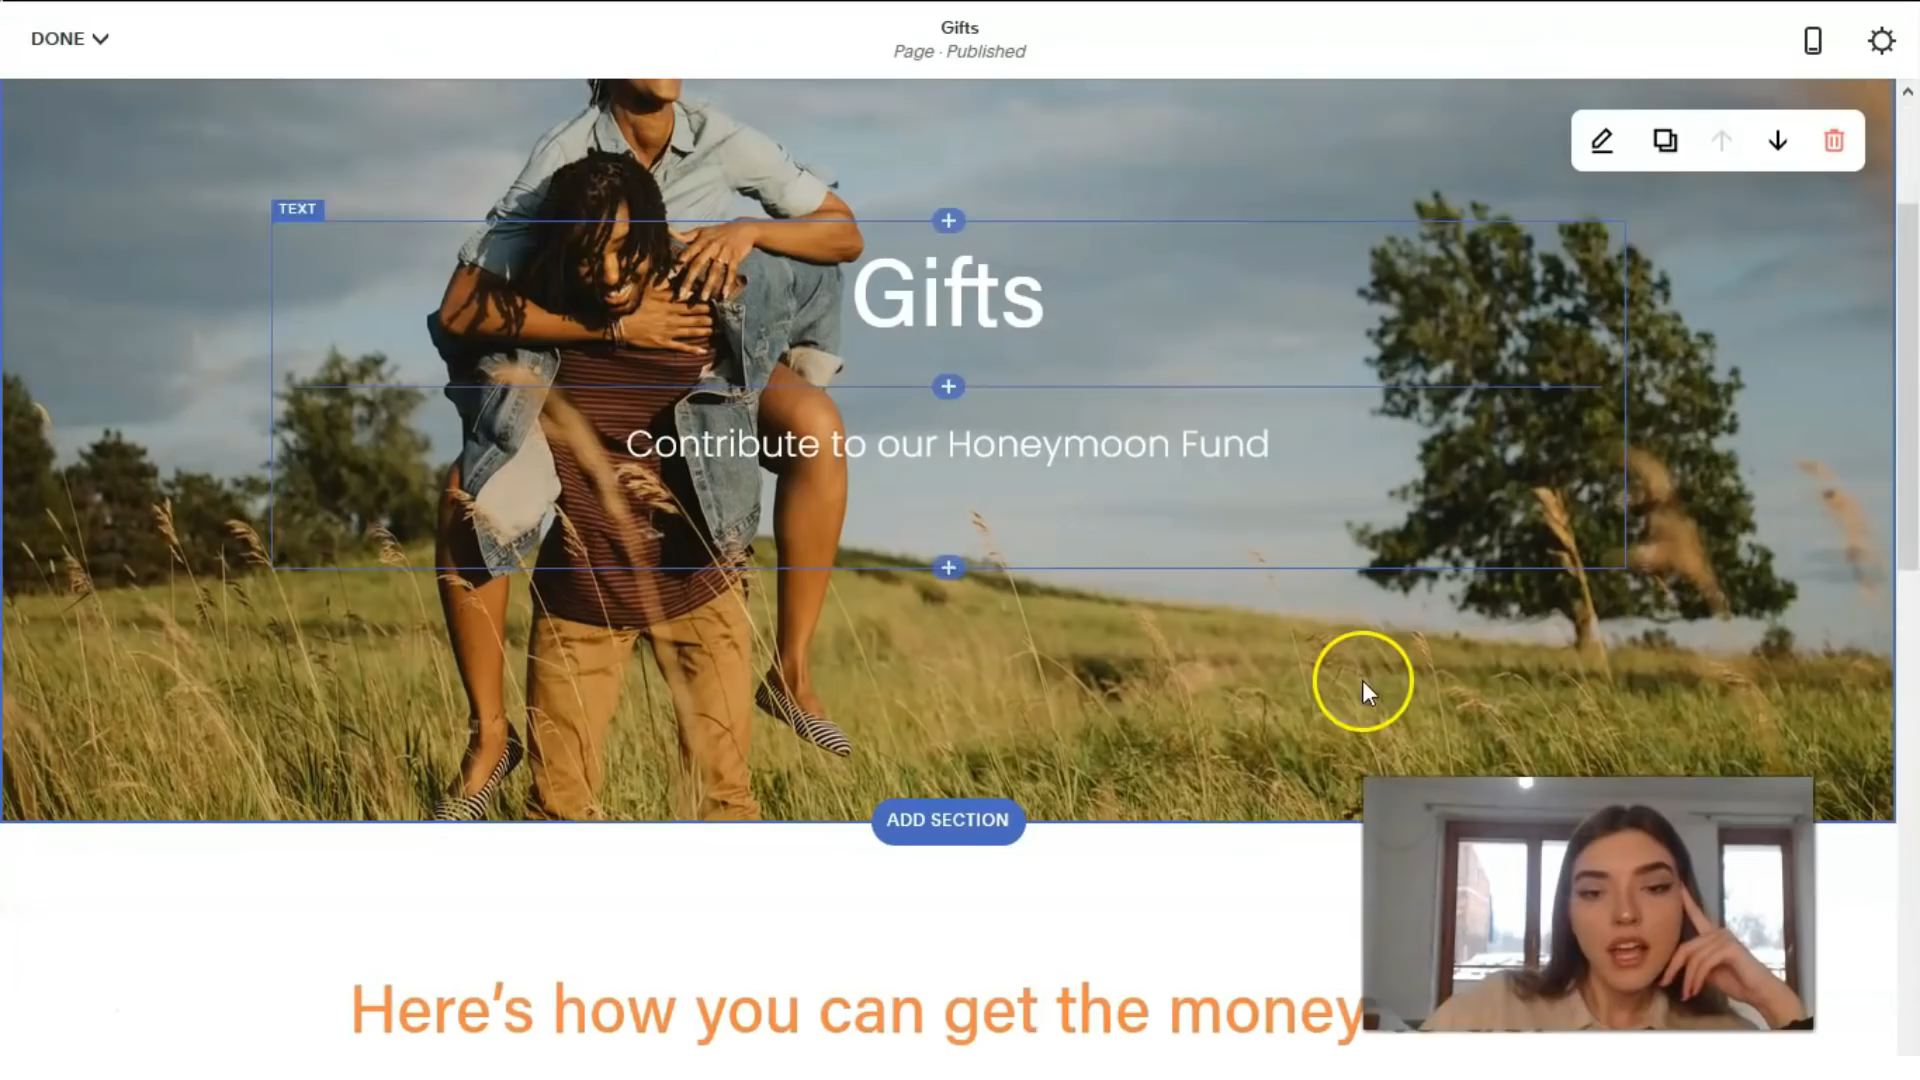 DONE
Gifts
Page · Published
TEXT
Gifts
Contribute to our Honeymoon Fund
ADD SECTION
Here's how you can get the money